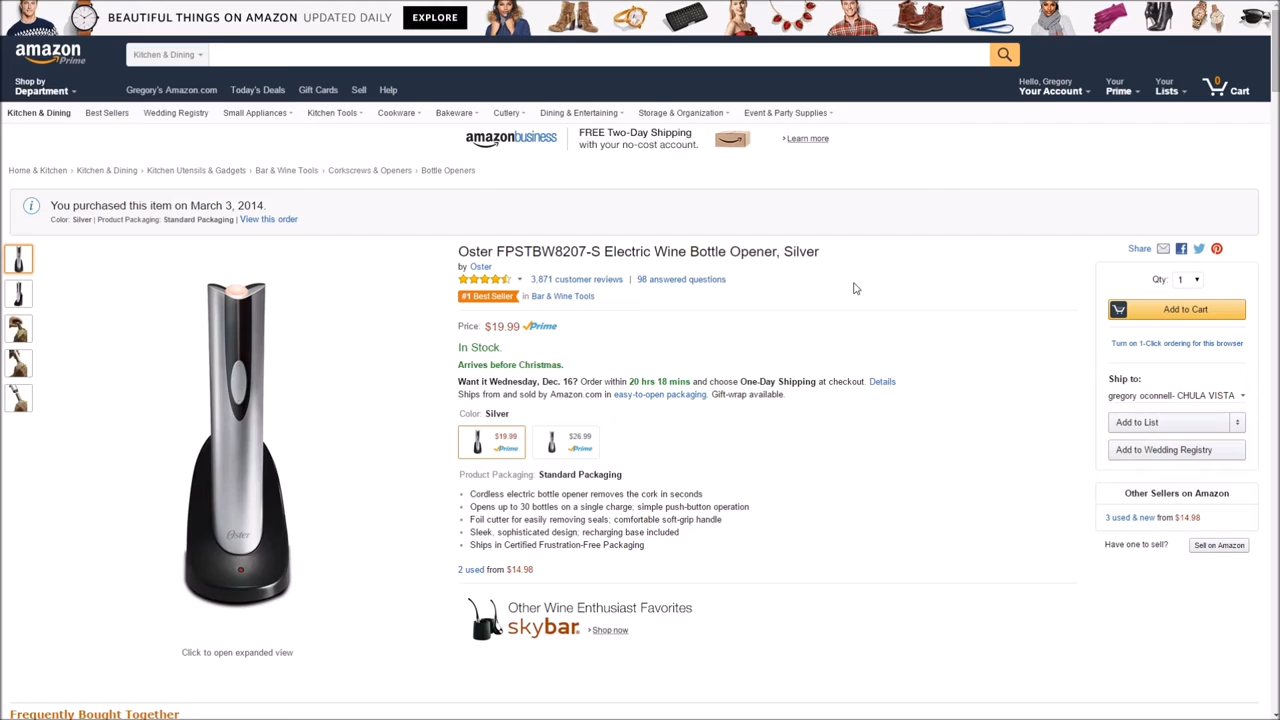 BEAUTIFUL THINGS ON AMAZON UPDATED DAILY EXPLORE
amazon Prime
Kitchen & Dining
Shop by
Department
Gregory's Amazon.com Today's Deals Gift Cards Sell Help
Hello, Gregory
Your Account
Your
Prime
Your
Lists
0
Cart
Kitchen & Dining Best Sellers Wedding Registry Small Appliances Kitchen Tools Cookware Bakeware Cutlery Dining & Entertaining Storage & Organization Event & Party Supplies
amazonbusiness
FREE Two-Day Shipping
with your no-cost account.
› Learn more
Home & Kitchen › Kitchen & Dining › Kitchen Utensils & Gadgets › Bar & Wine Tools › Corkscrews & Openers › Bottle Openers
i
You purchased this item on March 3, 2014.
Color: Silver | Product Packaging: Standard Packaging | View this order
Oster FPSTBW8207-S Electric Wine Bottle Opener, Silver
by Oster
3,871 customer reviews | 98 answered questions
#1 Best Seller in Bar & Wine Tools
Price: $19.99 Prime
In Stock.
Arrives before Christmas.
Want it Wednesday, Dec. 16? Order within 20 hrs 18 mins and choose One-Day Shipping at checkout. Details
Ships from and sold by Amazon.com in easy-to-open packaging. Gift-wrap available.
Color: Silver
$19.99
Prime
$26.99
Prime
Product Packaging: Standard Packaging
Cordless electric bottle opener removes the cork in seconds
Opens up to 30 bottles on a single charge; simple push-button operation
Foil cutter for easily removing seals; comfortable soft-grip handle
Sleek, sophisticated design; recharging base included
Ships in Certified Frustration-Free Packaging
2 used from $14.98
Other Wine Enthusiast Favorites
skybar. › Shop now
Oster
Click to open expanded view
Share
Qty: 1
Add to Cart
Turn on 1-Click ordering for this browser
Ship to:
gregory oconnell- CHULA VISTA
Add to List
Add to Wedding Registry
Other Sellers on Amazon
3 used & new from $14.98
Have one to sell? Sell on Amazon
Frequently Bought Together